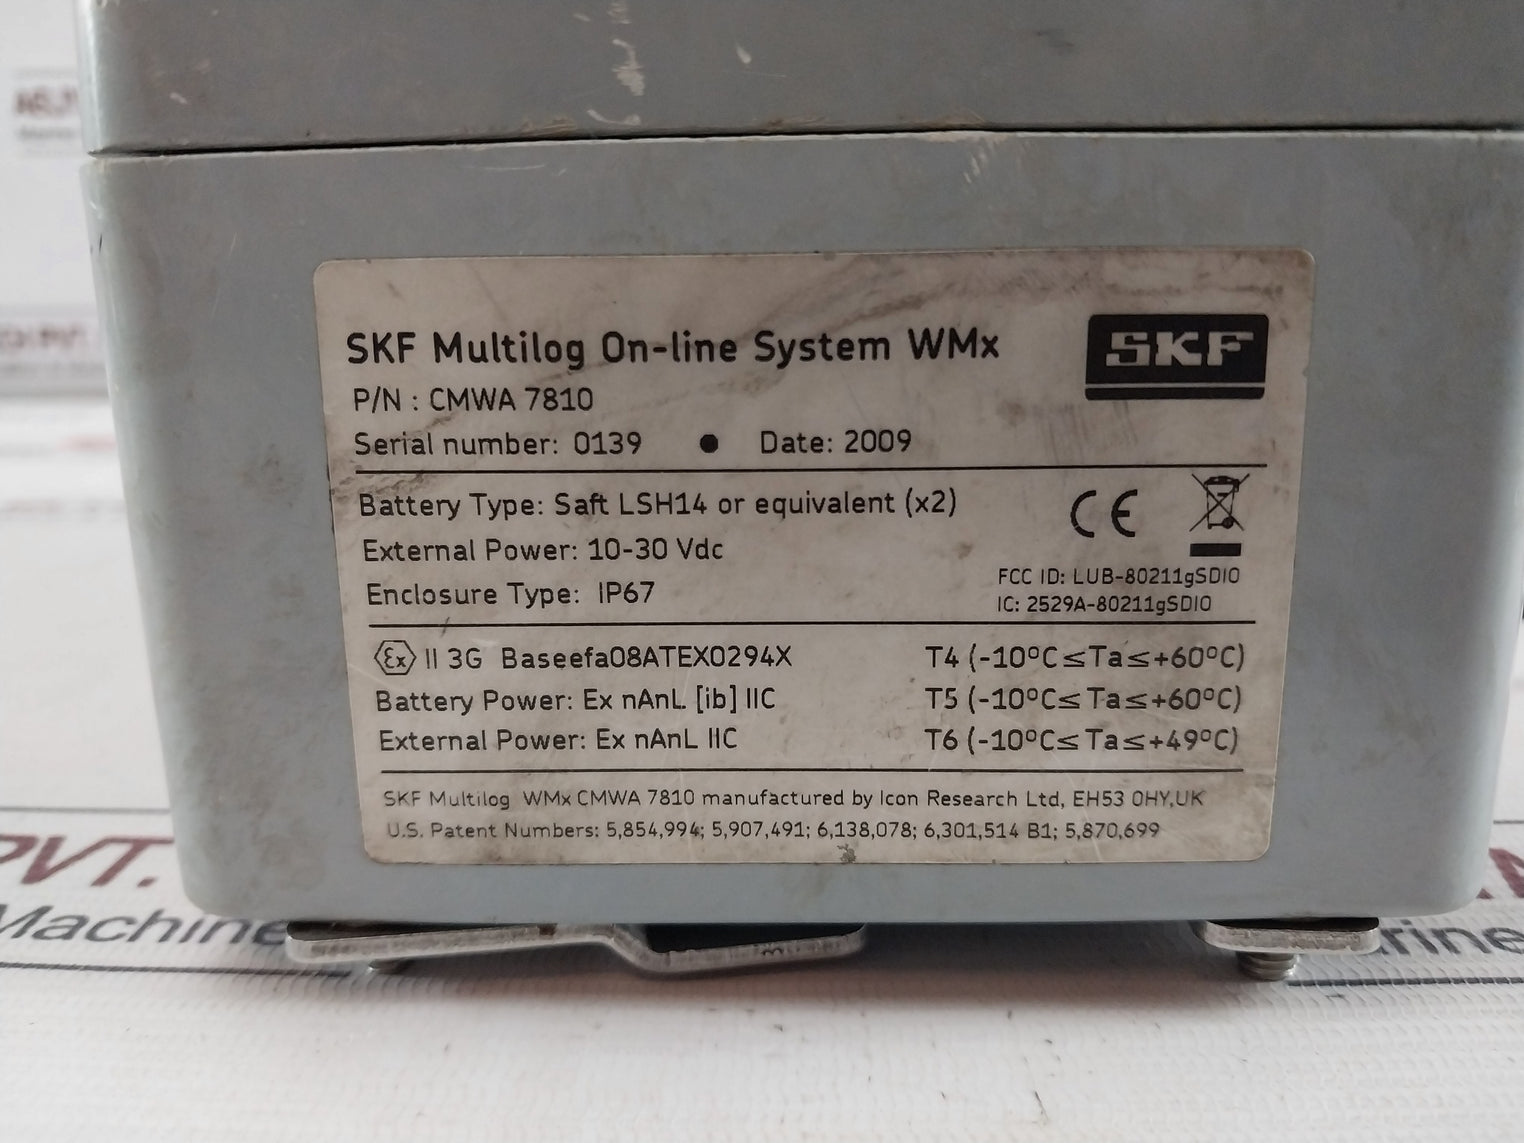 SKF Multilog On-line System WMx
SKF
P/N : CMWA 7810
Serial number: 0139 ● Date: 2009
Battery Type: Saft LSH14 or equivalent (x2)
CE
External Power: 10-30 Vdc
Enclosure Type: IP67
FCC ID: LUB-80211gSDIO
IC: 2529A-80211gSDIO
Ex II 3G Baseefa08ATEX0294X T4 (-10°C≤Ta≤+60°C)
Battery Power: Ex nAnL [ib] IIC T5 (-10°C≤Ta≤+60°C)
External Power: Ex nAnL IIC T6 (-10°C≤Ta≤+49°C)
SKF Multilog WMx CMWA 7810 manufactured by Icon Research Ltd, EH53 0HY,UK
U.S. Patent Numbers: 5,854,994; 5,907,491; 6,138,078; 6,301,514 B1; 5,870,699
PVT.
Machine